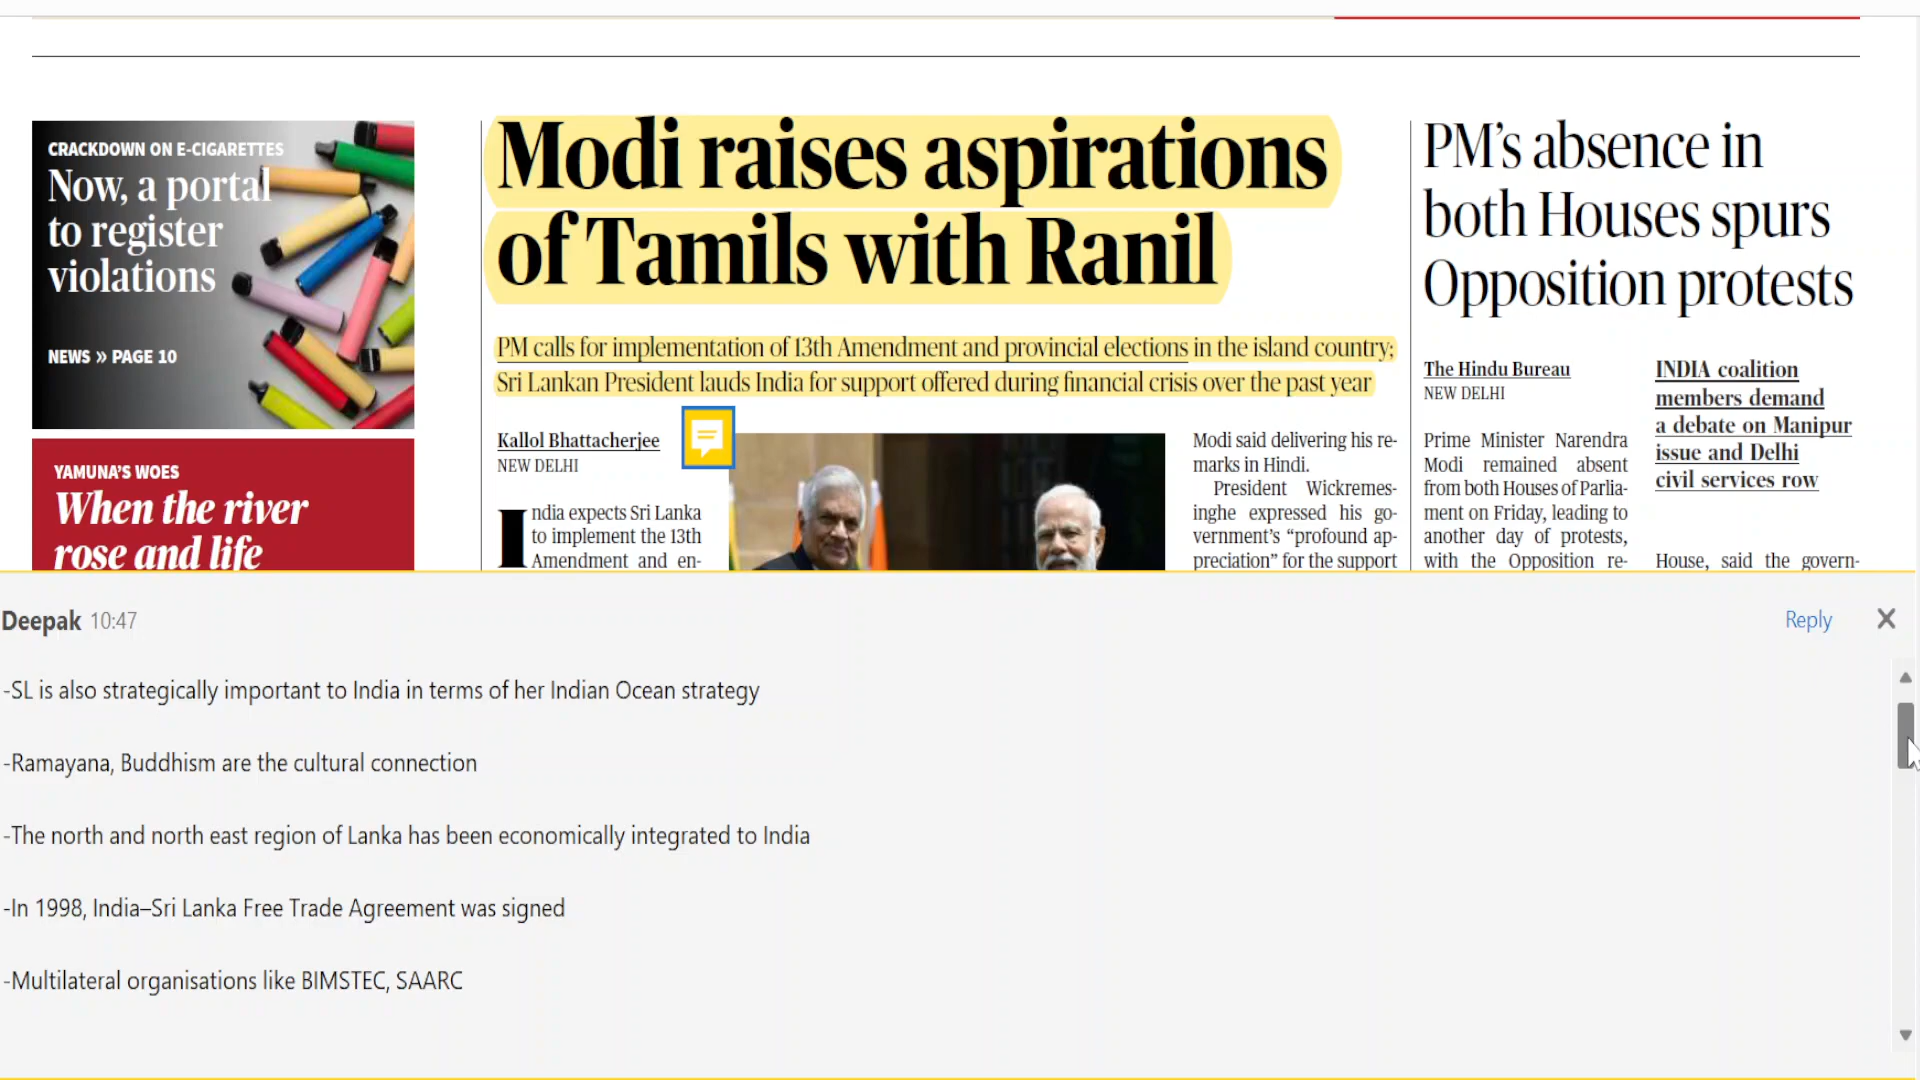 CRACKDOWN ON E-CIGARETTES
Now, a portal
to register
violations
NEWS » PAGE 10
YAMUNA'S WOES
When the river
rose and life
Modi raises aspirations
of Tamils with Ranil
PM calls for implementation of 13th Amendment and provincial elections in the island country;
Sri Lankan President lauds India for support offered during financial crisis over the past year
Kallol Bhattacherjee
NEW DELHI
India expects Sri Lanka
to implement the 13th
Amendment and en-
Modi said delivering his re-
marks in Hindi.
President Wickremes-
inghe expressed his go-
vernment's “profound ap-
preciation” for the support
PM’s absence in
both Houses spurs
Opposition protests
The Hindu Bureau
NEW DELHI
Prime Minister Narendra
Modi remained absent
from both Houses of Parlia-
ment on Friday, leading to
another day of protests,
with the Opposition re-
INDIA coalition
members demand
a debate on Manipur
issue and Delhi
civil services row
House, said the govern-
Deepak 10:47
Reply
-SL is also strategically important to India in terms of her Indian Ocean strategy
-Ramayana, Buddhism are the cultural connection
-The north and north east region of Lanka has been economically integrated to India
-In 1998, India–Sri Lanka Free Trade Agreement was signed
-Multilateral organisations like BIMSTEC, SAARC